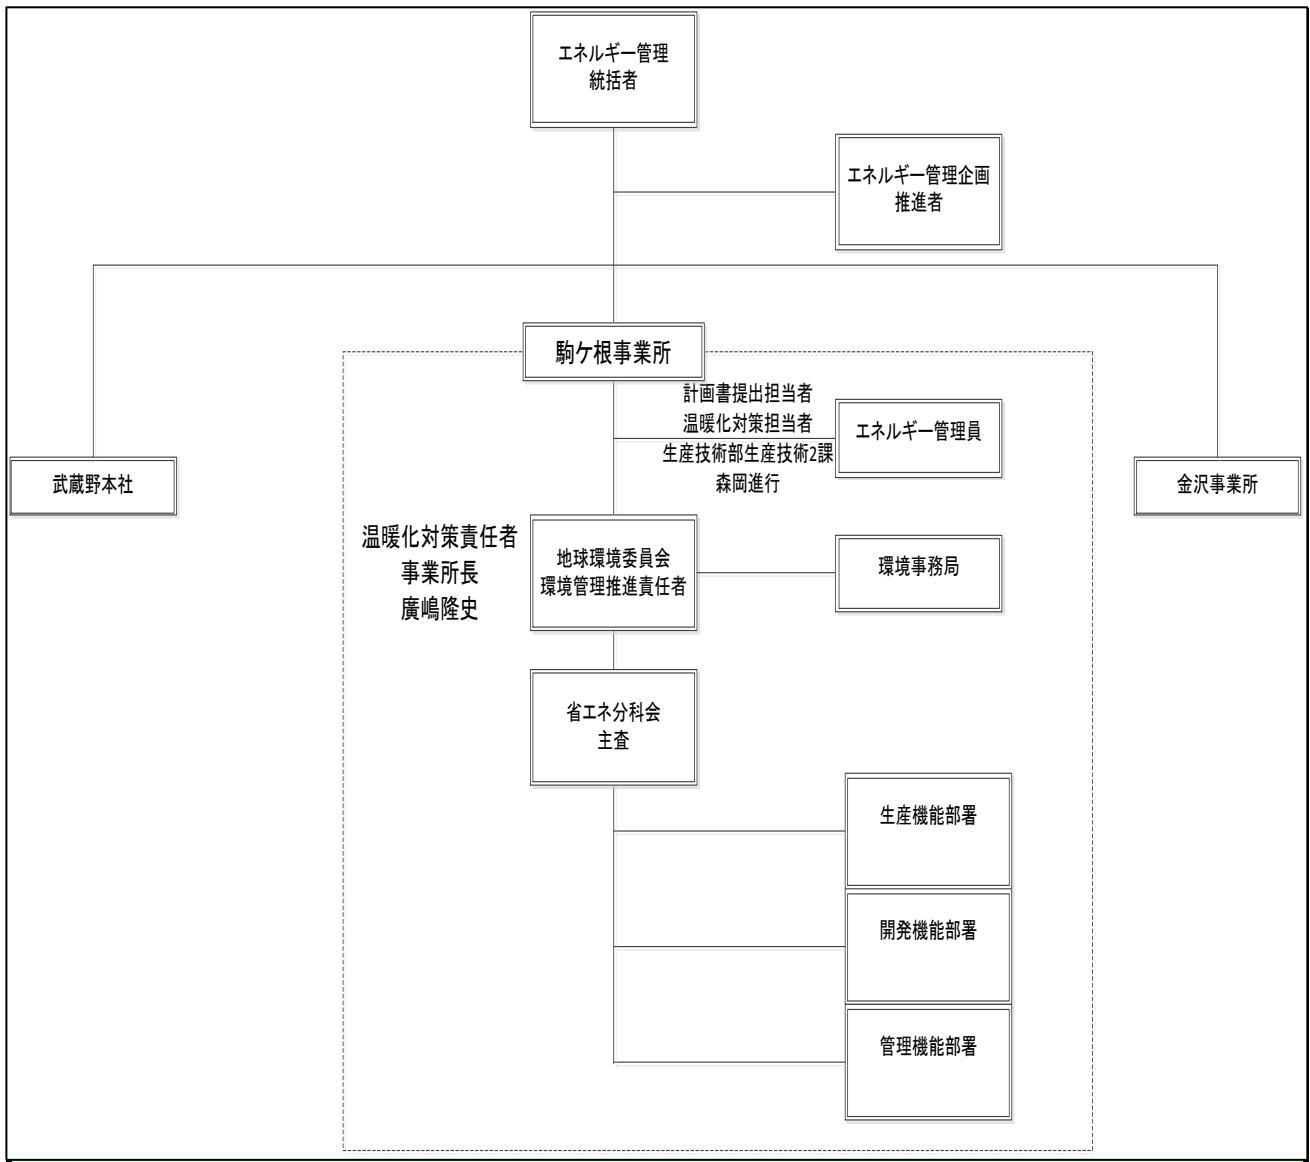 エネルギー管理
統括者
エネルギー管理企画
推進者
駒ケ根事業所
計画書提出担当者
温暖化対策担当者
生産技術部生産技術2課
森岡進行
エネルギー管理員
武蔵野本社
金沢事業所
温暖化対策責任者
事業所長
廣嶋隆史
地球環境委員会
環境管理推進責任者
環境事務局
省エネ分科会
主査
生産機能部署
開発機能部署
管理機能部署